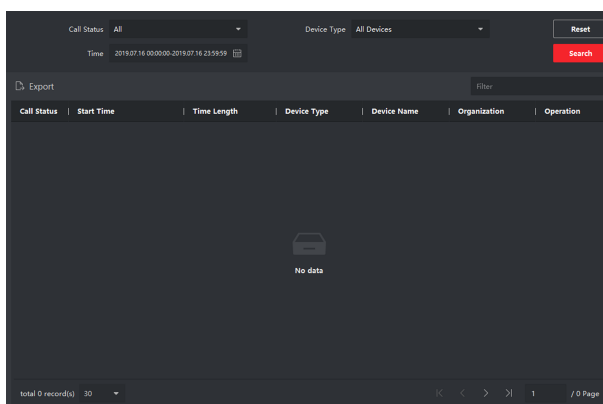 Call Status All Device Type All Devices Reset
Time 2019.07.16 00:00:00-2019.07.16 23:59:59 Search
Export Filter
Call Status | Start Time | Time Length | Device Type | Device Name | Organization | Operation
No data
total 0 record(s) 30 1 / 0 Page